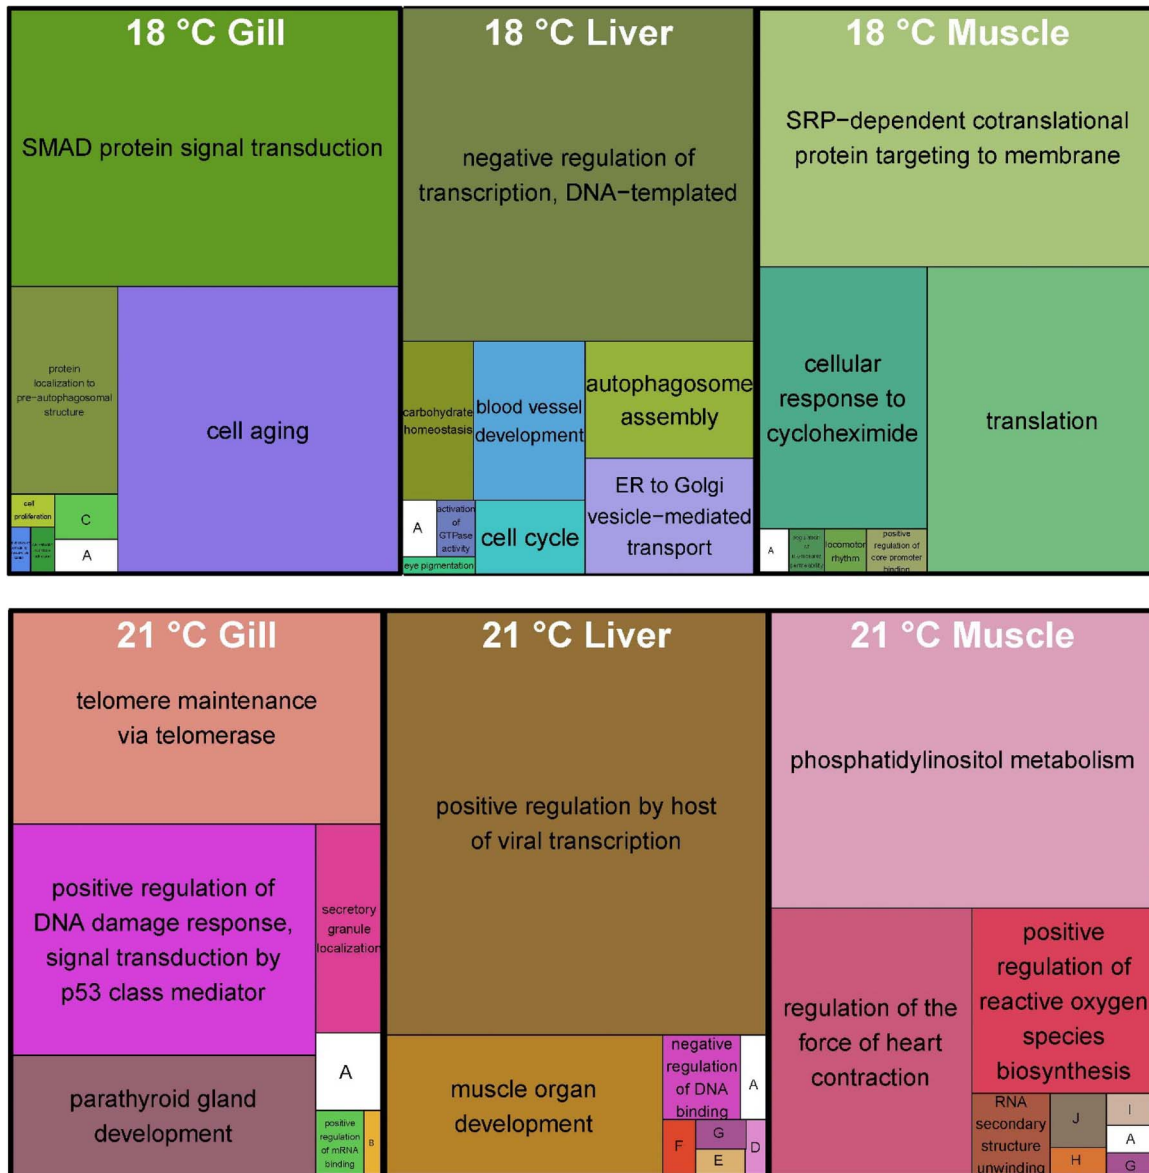 18 °C Gill
SMAD protein signal transduction
protein
localization to
pre−autophagosomal
structure
cell aging
cell
proliferation
C
A
18 °C Liver
negative regulation of
transcription, DNA−templated
carbohydrate
homeostasis
blood vessel
development
autophagosome
assembly
A
activation
of
GTPase
activity
eye pigmentation
cell cycle
ER to Golgi
vesicle−mediated
transport
18 °C Muscle
SRP−dependent cotranslational
protein targeting to membrane
cellular
response to
cycloheximide
translation
A
regulation
of
permeability
locomotor
rhythm
positive
regulation of
core promoter
binding
21 °C Gill
telomere maintenance
via telomerase
positive regulation of
DNA damage response,
signal transduction by
p53 class mediator
secretory
granule
localization
parathyroid gland
development
A
positive
regulation
of mRNA
binding
B
21 °C Liver
positive regulation by host
of viral transcription
muscle organ
development
negative
regulation
of DNA
binding
A
F
G
E
D
21 °C Muscle
phosphatidylinositol metabolism
regulation of the
force of heart
contraction
positive
regulation of
reactive oxygen
species
biosynthesis
RNA
secondary
structure
unwinding
J
H
I
A
G